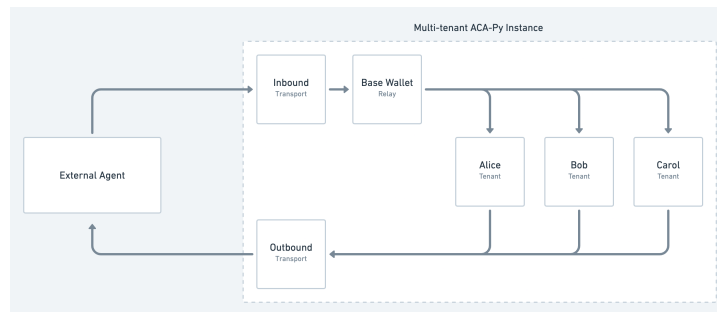 Multi-tenant ACA-Py Instance
Inbound
Transport
Base Wallet
Relay
External Agent
Alice
Tenant
Bob
Tenant
Carol
Tenant
Outbound
Transport